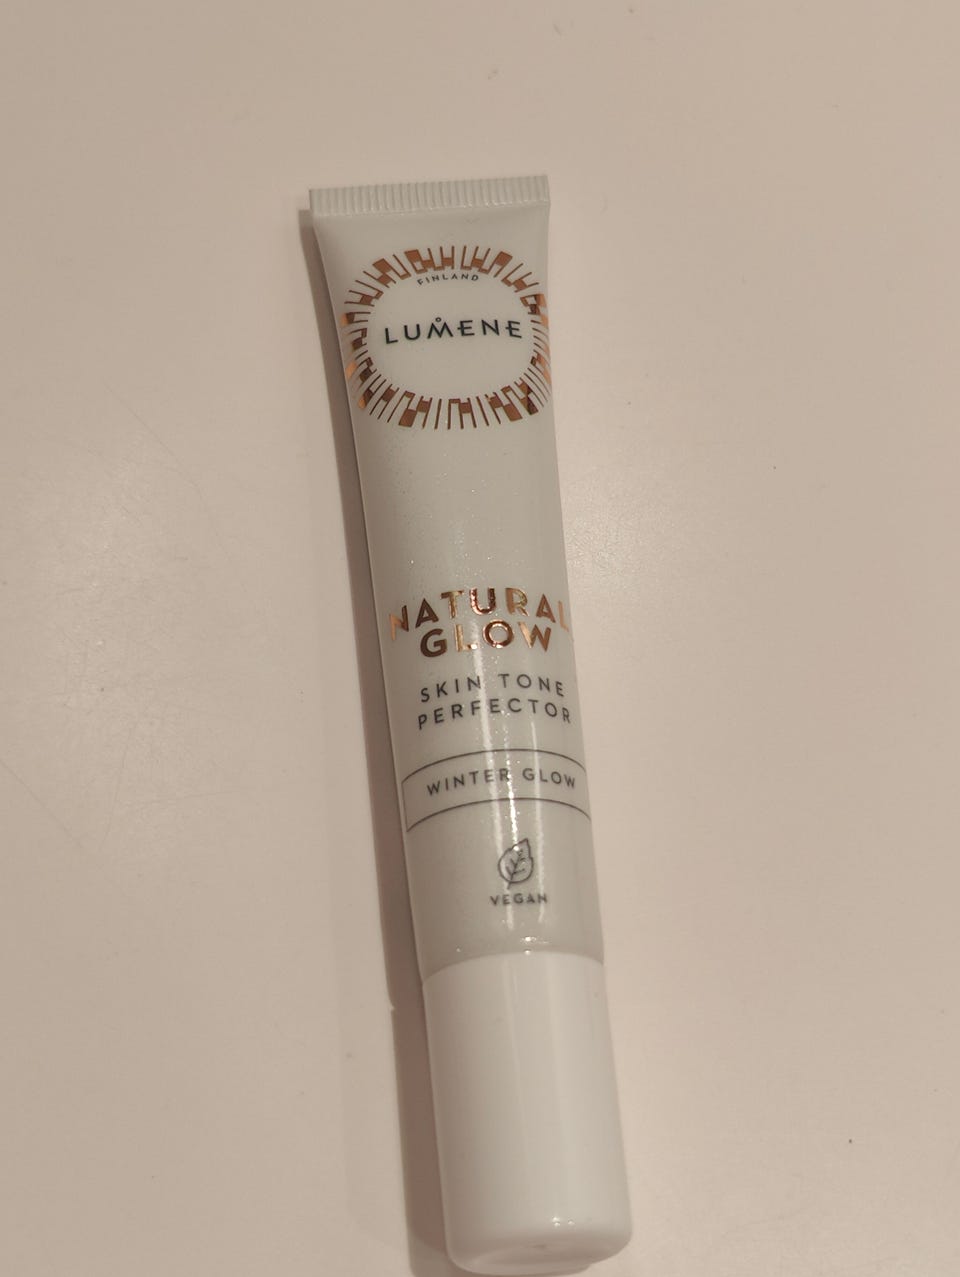 FINLAND
LUMENE
NATURAL
GLOW
SKIN TONE
PERFECTOR
WINTER GLOW
VEGAN